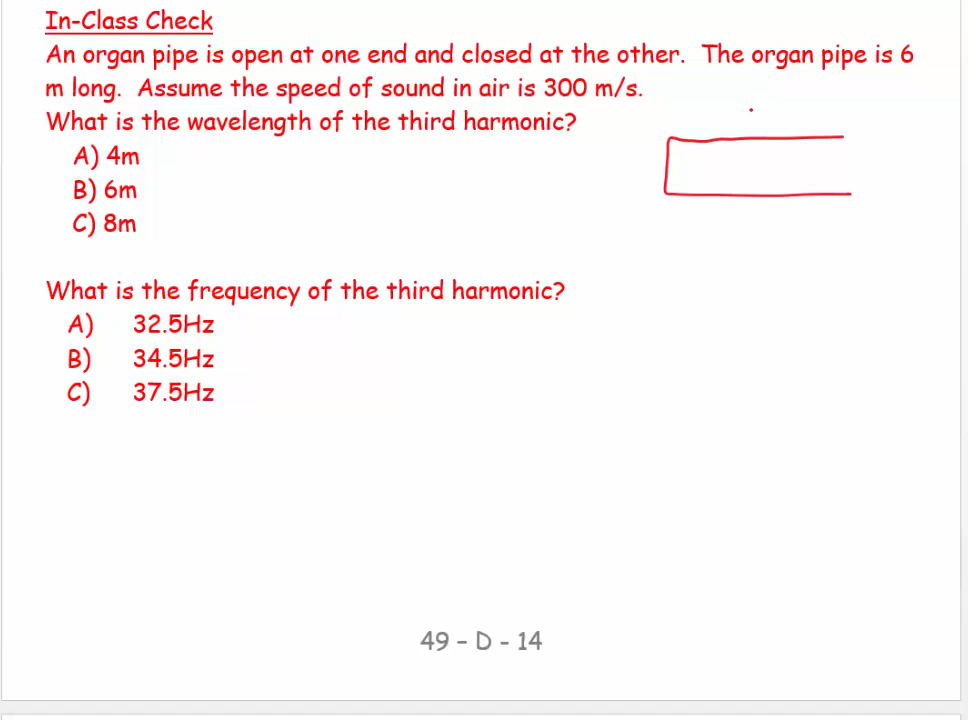 In-Class Check
An organ pipe is open at one end and closed at the other. The organ pipe is 6
m long. Assume the speed of sound in air is 300 m/s.
What is the wavelength of the third harmonic?
A) 4m
B) 6m
C) 8m
What is the frequency of the third harmonic?
A) 32.5Hz
B) 34.5Hz
C) 37.5Hz
49 – D - 14